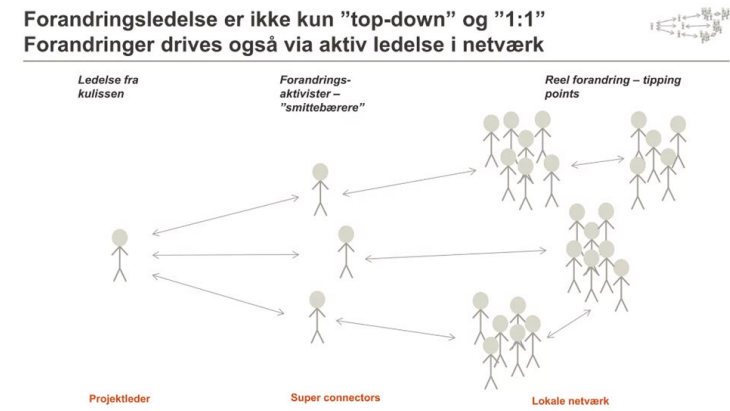 Forandringsledelse er ikke kun ”top-down” og ”1:1”
Forandringer drives også via aktiv ledelse i netværk
Ledelse fra
kulissen
Forandrings-
aktivister –
”smittebærere”
Reel forandring – tipping
points
Projektleder
Super connectors
Lokale netværk